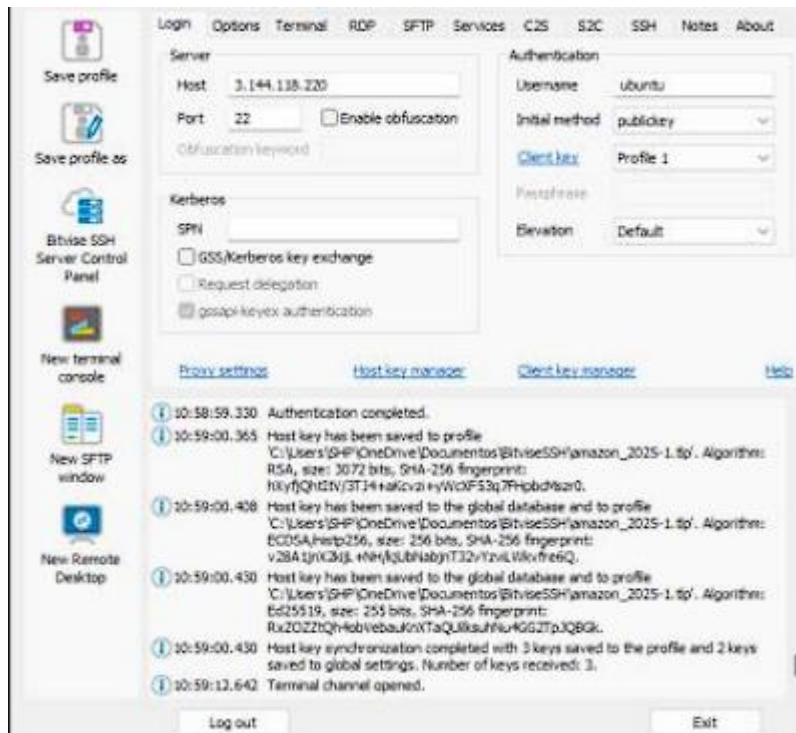 Login Options Terminal RDP SFTP Services C2S S2C SSH Notes About
Save profile
Save profile as
Bitvise SSH
Server Control
Panel
New terminal
console
New SFTP
window
New Remote
Desktop
Server
Host 3.144.118.220
Port 22 Enable obfuscation
Obfuscation keyword
Kerberos
SPN
GSS/Kerberos key exchange
Request delegation
gssapi-keyex authentication
Authentication
Username ubuntu
Initial method publickey
Client key Profile 1
Passphrase
Elevation Default
Proxy settings Host key manager Client key manager Help
10:58:59.330 Authentication completed.
10:59:00.365 Host key has been saved to profile
'C:\Users\SHP\OneDrive\Documentos\BitviseSSH\amazon_2025-1.tlp'. Algorithm:
RSA, size: 3072 bits, SHA-256 fingerprint:
10:59:00.408 Host key has been saved to the global database and to profile
'C:\Users\SHP\OneDrive\Documentos\BitviseSSH\amazon_2025-1.tlp'. Algorithm:
ECDSA/nistp256, size: 256 bits, SHA-256 fingerprint:
10:59:00.430 Host key has been saved to the global database and to profile
'C:\Users\SHP\OneDrive\Documentos\BitviseSSH\amazon_2025-1.tlp'. Algorithm:
Ed25519, size: 255 bits, SHA-256 fingerprint:
10:59:00.430 Host key synchronization completed with 3 keys saved to the profile and 2 keys
saved to global settings. Number of keys received: 3.
10:59:12.642 Terminal channel opened.
Log out Exit